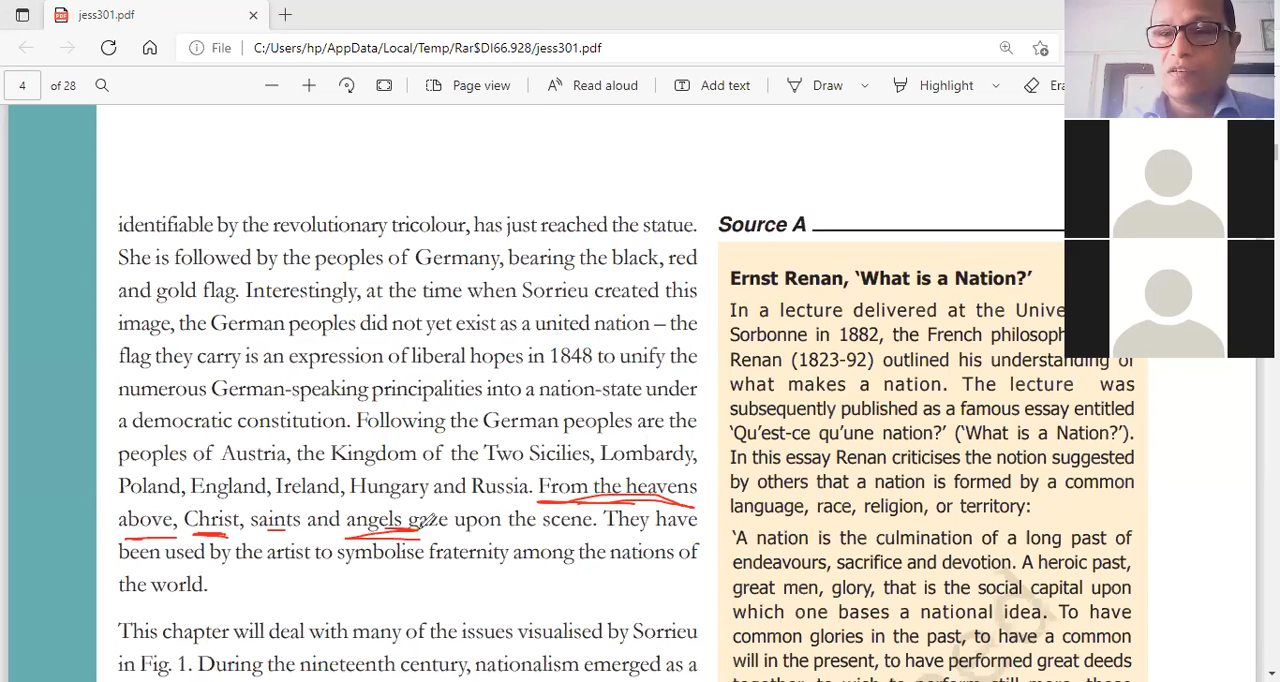 jess301.pdf
File
C:/Users/hp/AppData/Local/Temp/Rar$DI66.928/jess301.pdf
4
of 28
Page view
Read aloud
Add text
Draw
Highlight
Era
identifiable by the revolutionary tricolour, has just reached the statue.
She is followed by the peoples of Germany, bearing the black, red
and gold flag. Interestingly, at the time when Sorrieu created this
image, the German peoples did not yet exist as a united nation – the
flag they carry is an expression of liberal hopes in 1848 to unify the
numerous German-speaking principalities into a nation-state under
a democratic constitution. Following the German peoples are the
peoples of Austria, the Kingdom of the Two Sicilies, Lombardy,
Poland, England, Ireland, Hungary and Russia. From the heavens
above, Christ, saints and angels gaze upon the scene. They have
been used by the artist to symbolise fraternity among the nations of
the world.
This chapter will deal with many of the issues visualised by Sorrieu
in Fig. 1. During the nineteenth century, nationalism emerged as a
Source A
Ernst Renan, ‘What is a Nation?’
In a lecture delivered at the Unive
Sorbonne in 1882, the French philosoph
Renan (1823-92) outlined his understanding of
what makes a nation. The lecture was
subsequently published as a famous essay entitled
‘Qu’est-ce qu’une nation?’ (‘What is a Nation?’).
In this essay Renan criticises the notion suggested
by others that a nation is formed by a common
language, race, religion, or territory:
‘A nation is the culmination of a long past of
endeavours, sacrifice and devotion. A heroic past,
great men, glory, that is the social capital upon
which one bases a national idea. To have
common glories in the past, to have a common
will in the present, to have performed great deeds
together, to wish to perform still more, these